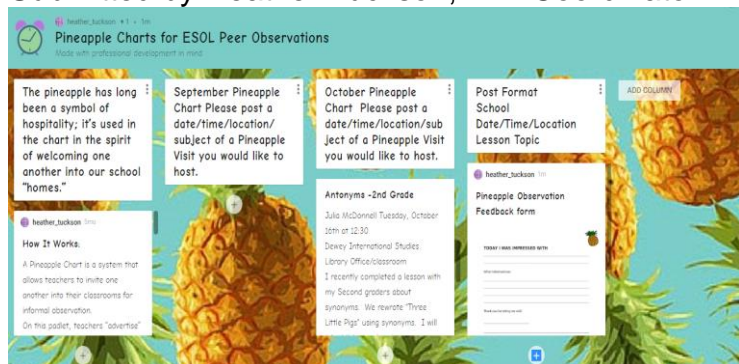 heather_tuckson +1 • 1m
Pineapple Charts for ESOL Peer Observations
Made with professional development in mind
The pineapple has long
been a symbol of
hospitality; it's used in
the chart in the spirit
of welcoming one
another into our school
"homes."
heather_tuckson 5mo
How It Works:
A Pineapple Chart is a system that
allows teachers to invite one
another into their classrooms for
informal observation.
On this padlet, teachers "advertise"
September Pineapple
Chart Please post a
date/time/location/
subject of a Pineapple
Visit you would like to
host.
October Pineapple
Chart Please post a
date/time/location/sub
ject of a Pineapple Visit
you would like to host.
Antonyms -2nd Grade
Julia McDonnell Tuesday, October
16th at 12:30
Dewey International Studies
Library Office/classroom
I recently completed a lesson with
my Second graders about
synonyms. We rewrote "Three
Little Pigs" using synonyms. I will
Post Format
School
Date/Time/Location
Lesson Topic
heather_tuckson 1m
Pineapple Observation
Feedback form
TODAY I WAS IMPRESSED WITH
ADD COLUMN